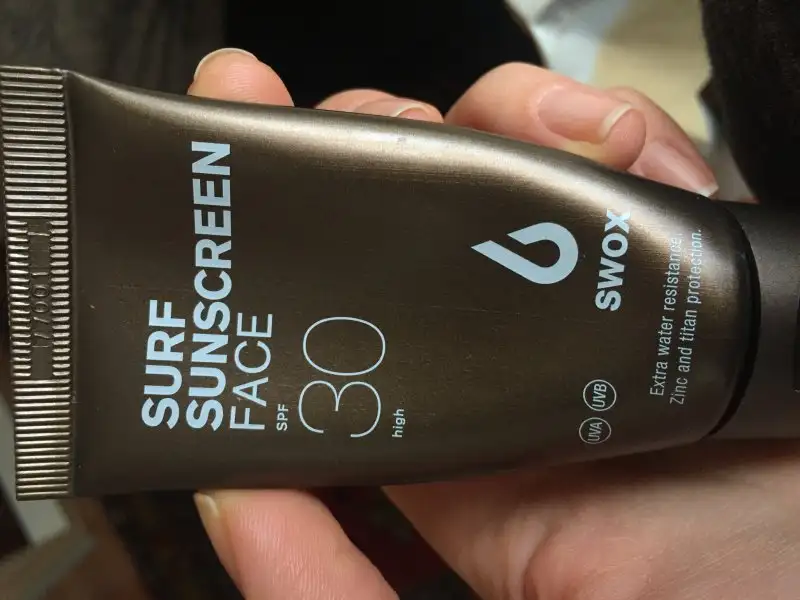 SURF
SUNSCREEN
FACE
SPF
30
high
UVA UVB
swox
Extra water resistance.
Zinc and titan protection.